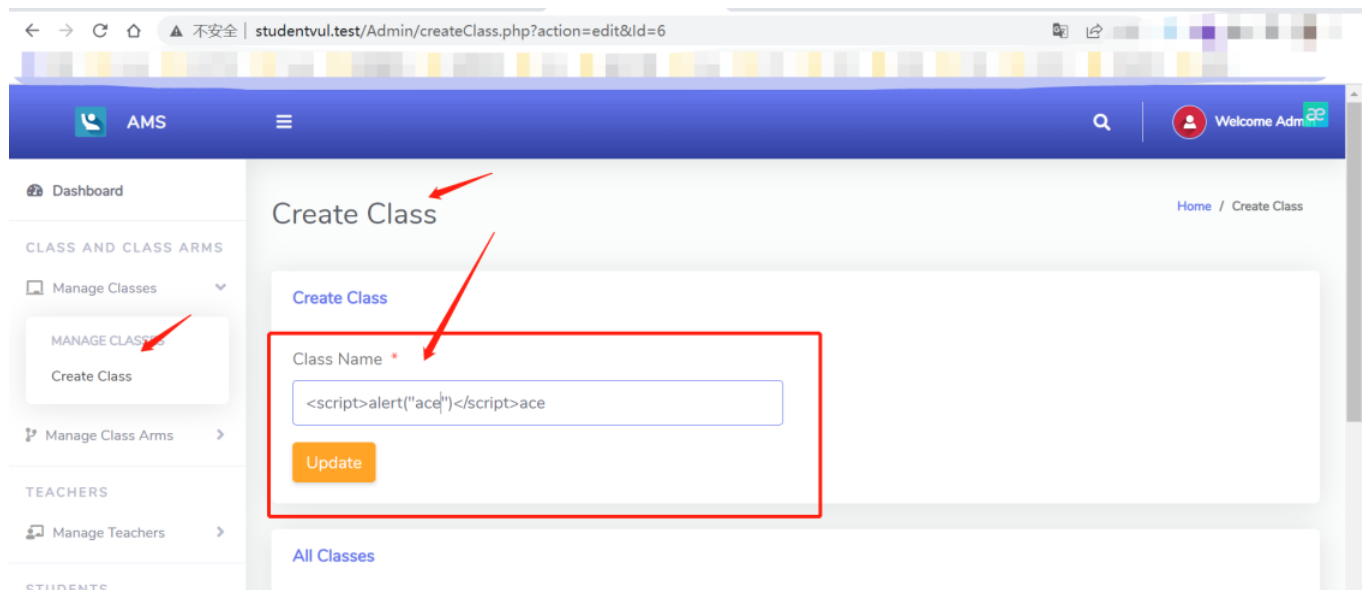 不安全 studentvul.test/Admin/createClass.php?action=edit&Id=6
AMS
Welcome Adm
Dashboard
Create Class
Home / Create Class
CLASS AND CLASS ARMS
Manage Classes
Create Class
MANAGE CLASSES
Class Name *
Create Class
<script>alert("ace")</script>ace
Manage Class Arms
Update
TEACHERS
Manage Teachers
All Classes
STUDENTS